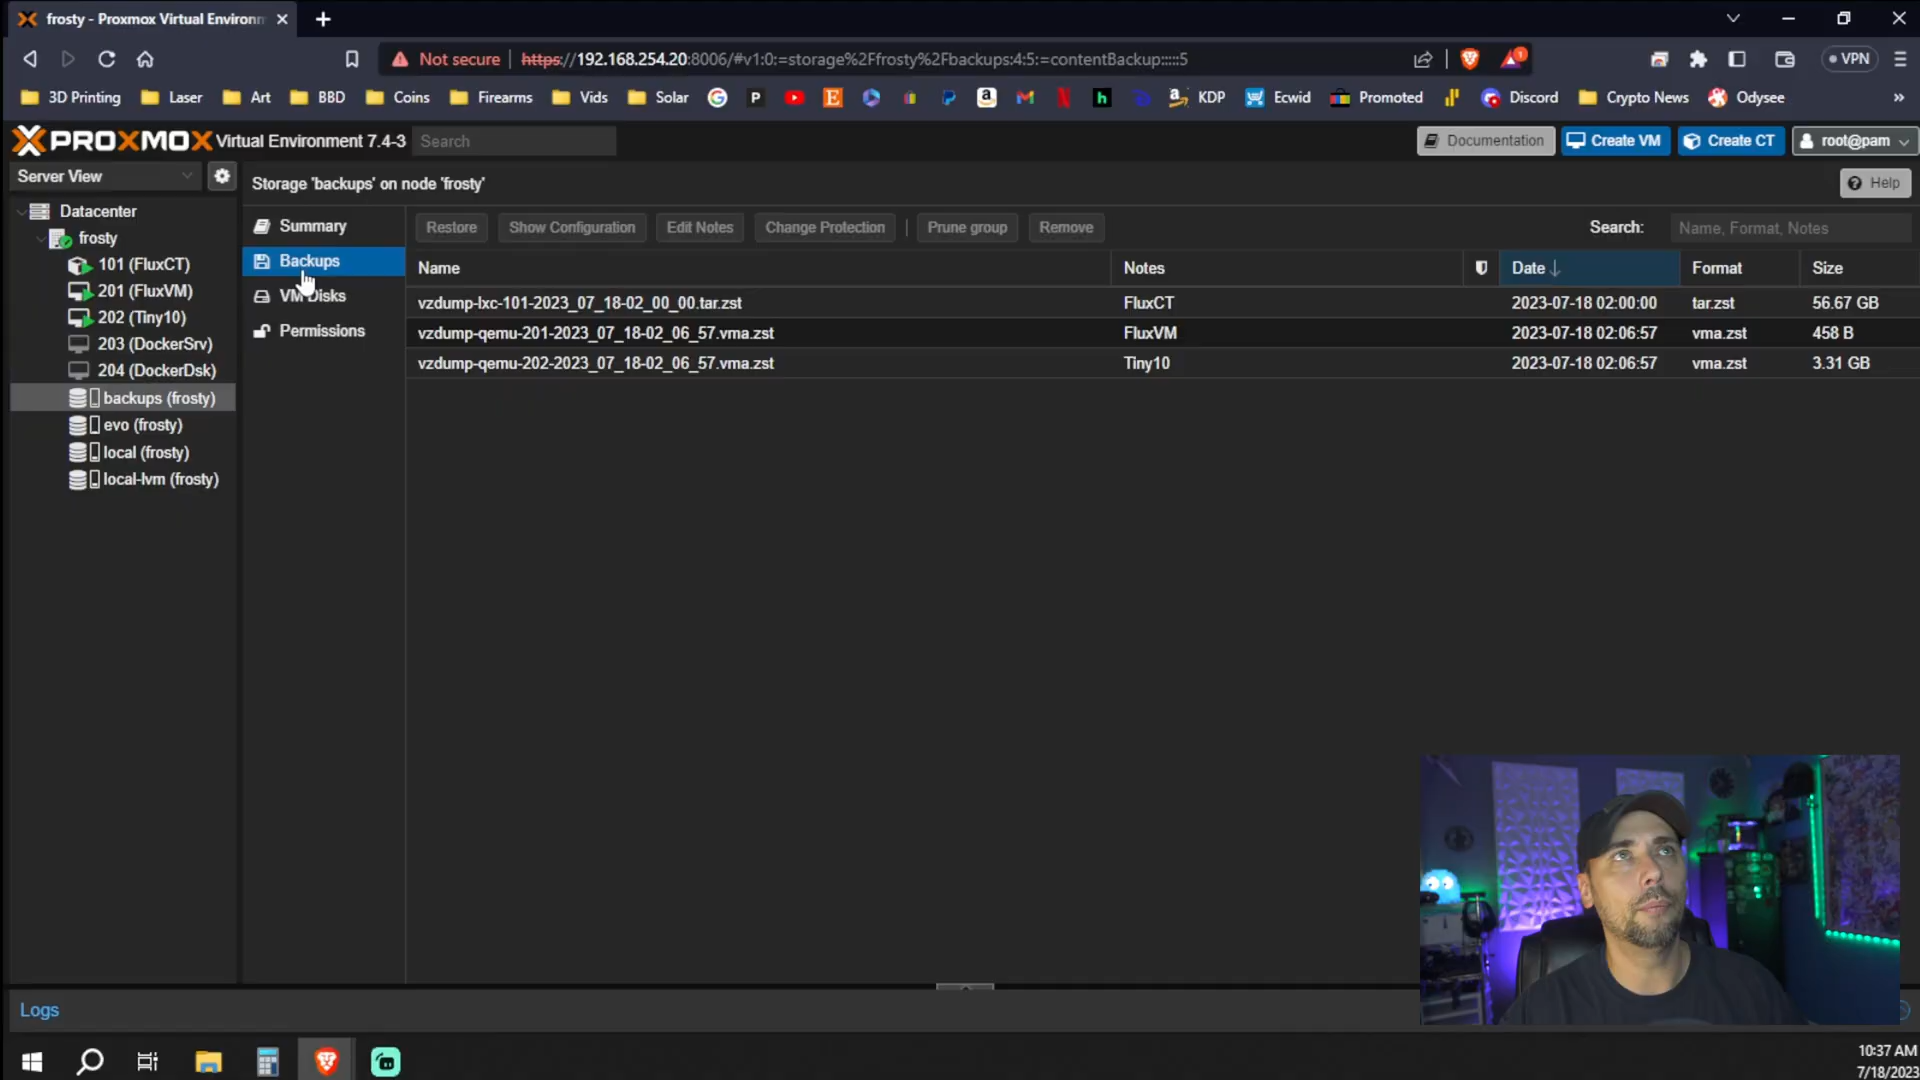 frosty - Proxmox Virtual Environm
Not secure https://192.168.254.20:8006/#v1:0:=storage%2Ffrosty%2Fbackups:4:5:=contentBackup:::::5
1
VPN
3D Printing Laser Art BBD Coins Firearms Vids Solar KDP Ecwid Promoted Discord Crypto News Odysee
PROXMOX Virtual Environment 7.4-3 Search Documentation Create VM Create CT root@pam
Server View
Storage 'backups' on node 'frosty'
Help
Datacenter
frosty
101 (FluxCT)
201 (FluxVM)
202 (Tiny10)
203 (DockerSrv)
204 (DockerDsk)
backups (frosty)
evo (frosty)
local (frosty)
local-lvm (frosty)
Summary
Backups
VM Disks
Permissions
Restore Show Configuration Edit Notes Change Protection Prune group Remove Search: Name, Format, Notes
Name Notes Date Format Size
vzdump-lxc-101-2023_07_18-02_00_00.tar.zst FluxCT 2023-07-18 02:00:00 tar.zst 56.67 GB
vzdump-qemu-201-2023_07_18-02_06_57.vma.zst FluxVM 2023-07-18 02:06:57 vma.zst 458 B
vzdump-qemu-202-2023_07_18-02_06_57.vma.zst Tiny10 2023-07-18 02:06:57 vma.zst 3.31 GB
Logs
10:37 AM
7/18/2023